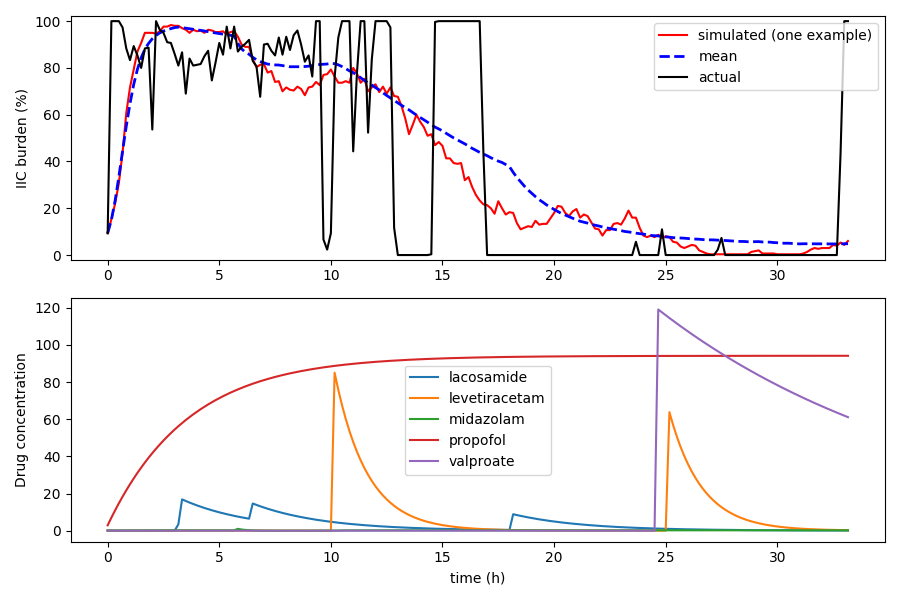 100
80
60
40
20
0
IIC burden (%)
simulated (one example)
mean
actual
0 5 10 15 20 25 30
120
100
80
60
40
20
0
Drug concentration
lacosamide
levetiracetam
midazolam
propofol
valproate
0 5 10 15 20 25 30
time (h)